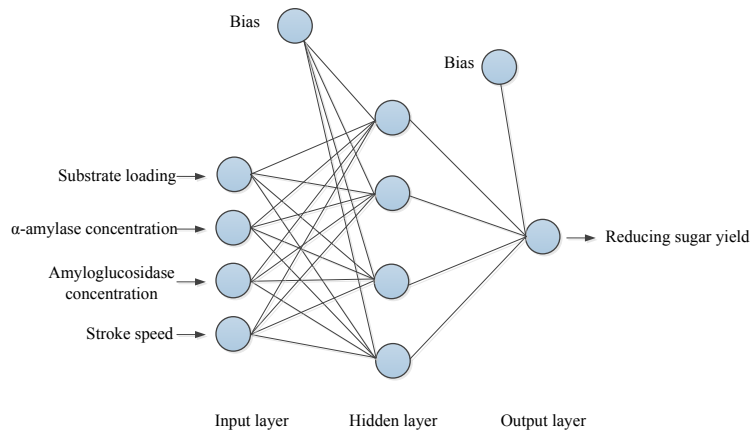 Bias
Bias
Substrate loading
α-amylase concentration
Amyloglucosidase
concentration
Stroke speed
Reducing sugar yield
Input layer
Hidden layer
Output layer